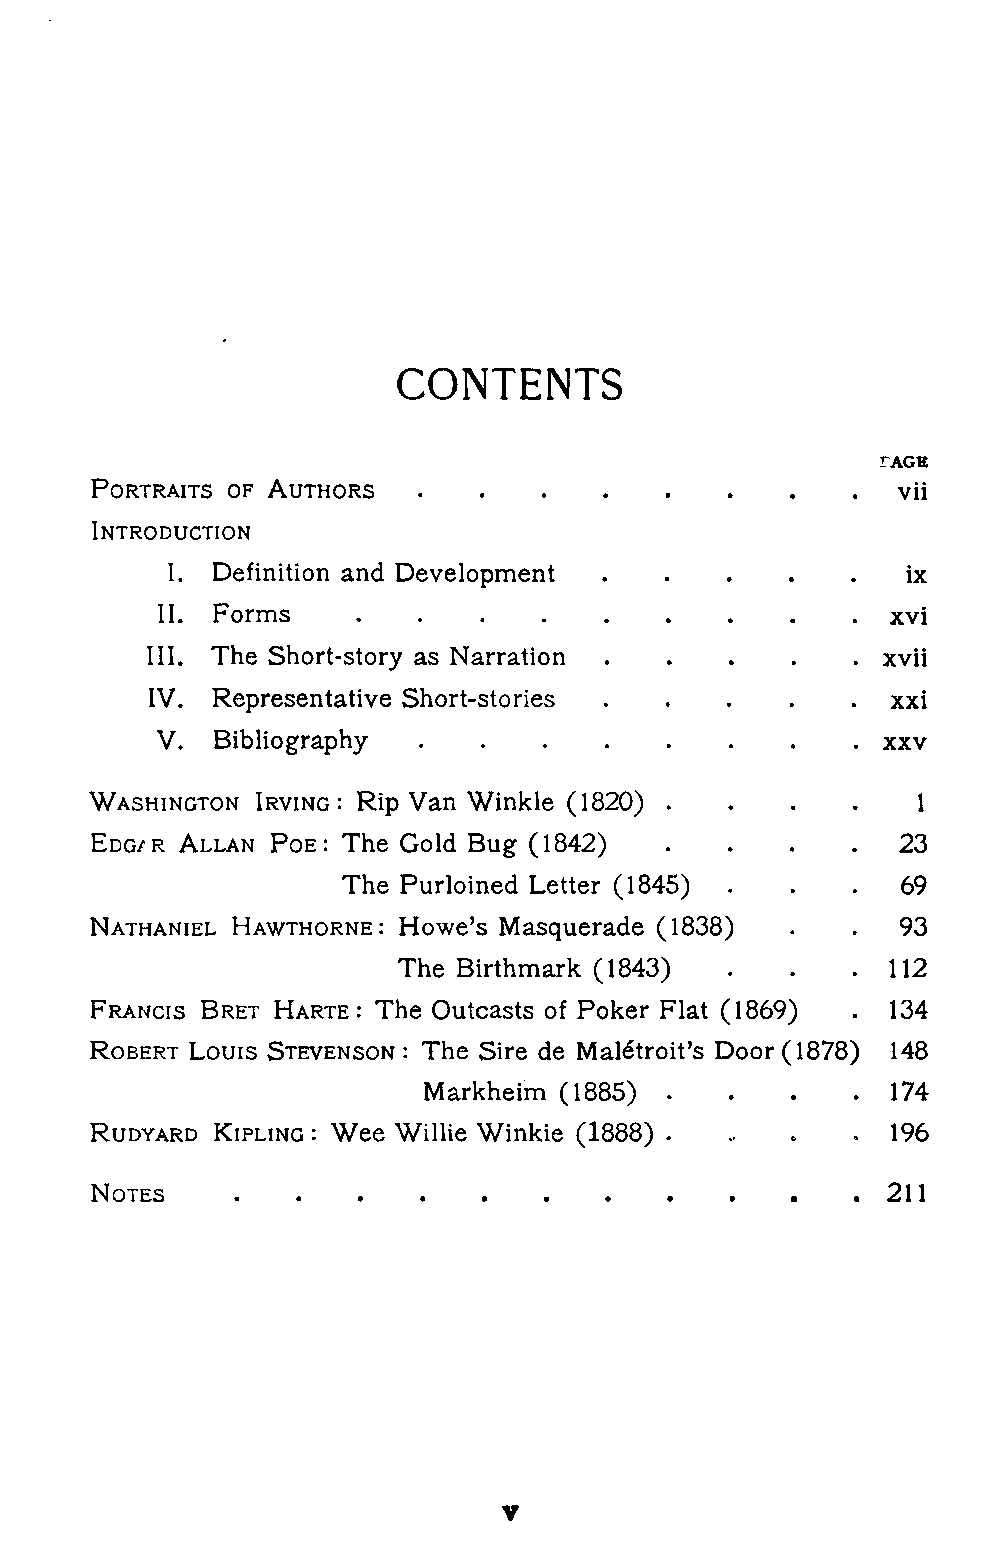 CONTENTS
PAGE
PORTRAITS OF AUTHORS . . . . . . . . vii
INTRODUCTION
I. Definition and Development . . . . . ix
II. Forms . . . . . . . . . xvi
III. The Short-story as Narration . . . . . xvii
IV. Representative Short-stories . . . . . xxi
V. Bibliography . . . . . . . . xxv
WASHINGTON IRVING: Rip Van Winkle (1820) . . . . 1
EDGAR ALLAN POE: The Gold Bug (1842) . . . . 23
The Purloined Letter (1845) . . . 69
NATHANIEL HAWTHORNE: Howe's Masquerade (1838) . . 93
The Birthmark (1843) . . . 112
FRANCIS BRET HARTE: The Outcasts of Poker Flat (1869) . 134
ROBERT LOUIS STEVENSON: The Sire de Malétroit's Door (1878) 148
Markheim (1885) . . . . 174
RUDYARD KIPLING: Wee Willie Winkie (1888) . . . . 196
NOTES . . . . . . . . . . . 211
v